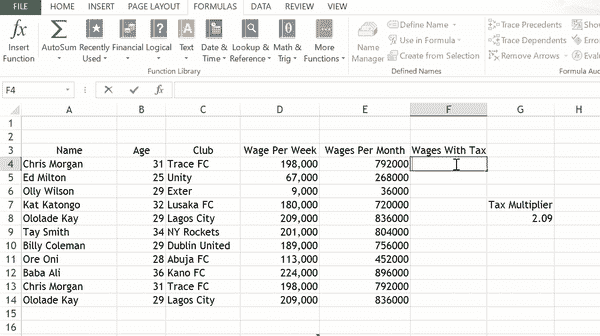 FILE HOME INSERT PAGE LAYOUT FORMULAS DATA REVIEW VIEW
Insert Function
AutoSum
Recently Used
Financial
Logical
Text
Date & Time
Lookup & Reference
Math & Trig
More Functions
Function Library
Name Manager
Define Name
Use in Formula
Create from Selection
Defined Names
Trace Precedents
Trace Dependents
Remove Arrows
Formula Au
F4 fx
A B C D E F G H
1
2
3 Name Age Club Wage Per Week Wages Per Month Wages With Tax
4 Chris Morgan 31 Trace FC 198,000 792000
5 Ed Milton 25 Unity 67,000 268000
6 Olly Wilson 29 Exter 9,000 36000
7 Kat Katongo 32 Lusaka FC 180,000 720000 Tax Multiplier
8 Ololade Kay 29 Lagos City 209,000 836000 2.09
9 Tay Smith 34 NY Rockets 201,000 804000
10 Billy Coleman 29 Dublin United 189,000 756000
11 Ore Oni 28 Abuja FC 113,000 452000
12 Baba Ali 36 Kano FC 224,000 896000
13 Chris Morgan 31 Trace FC 198,000 792000
14 Ololade Kay 29 Lagos City 209,000 836000
15
16